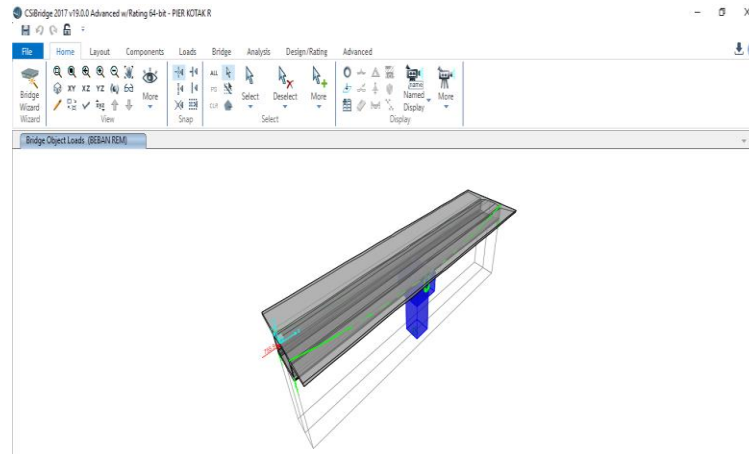 CSiBridge 2017 v19.0.0 Advanced w/Rating 64-bit - PIER KOTAK R
File Home Layout Components Loads Bridge Analysis Design/Rating Advanced
ALL
XY XZ YZ
PS
CLR
Bridge
Wizard
More
Select Deselect More
name
Named
Display
More
Wizard View Snap Select Display
Bridge Object Loads (BEBAN REM)